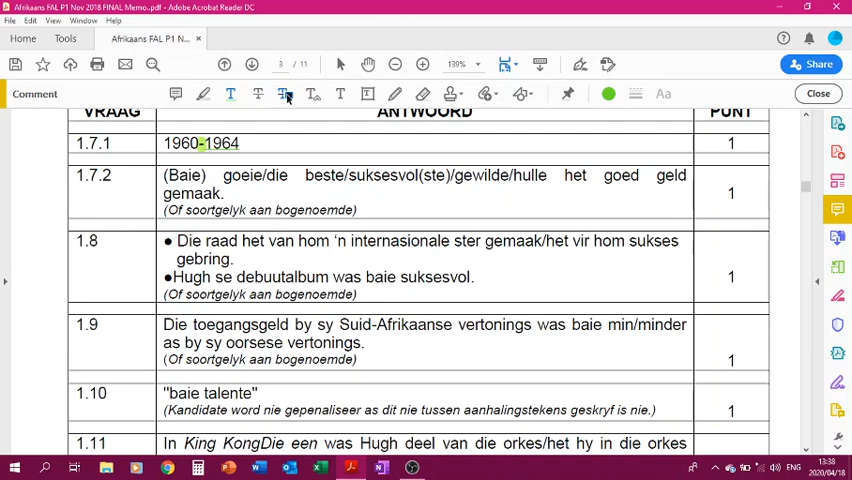 Afrikaans FAL P1 Nov 2018 FINAL Memo..pdf - Adobe Acrobat Reader DC
File Edit View Window Help
Home Tools Afrikaans FAL P1 N... ×
3 / 11 139% Share
Comment Close
VRAAG ANTWOORD PUNT
1.7.1 1960-1964 1
1.7.2 (Baie) goeie/die beste/suksesvol(ste)/gewilde/hulle het goed geld
gemaak. 1
(Of soortgelyk aan bogenoemde)
1.8 ● Die raad het van hom ‘n internasionale ster gemaak/het vir hom sukses
gebring.
●Hugh se debuutalbum was baie suksesvol. 1
(Of soortgelyk aan bogenoemde)
1.9 Die toegangsgeld by sy Suid-Afrikaanse vertonings was baie min/minder
as by sy oorsese vertonings.
(Of soortgelyk aan bogenoemde) 1
1.10 "baie talente"
(Kandidate word nie gepenaliseer as dit nie tussen aanhalingstekens geskryf is nie.) 1
1.11 In King KongDie een was Hugh deel van die orkes/het hy in die orkes
ENG 13:38
2020/04/18